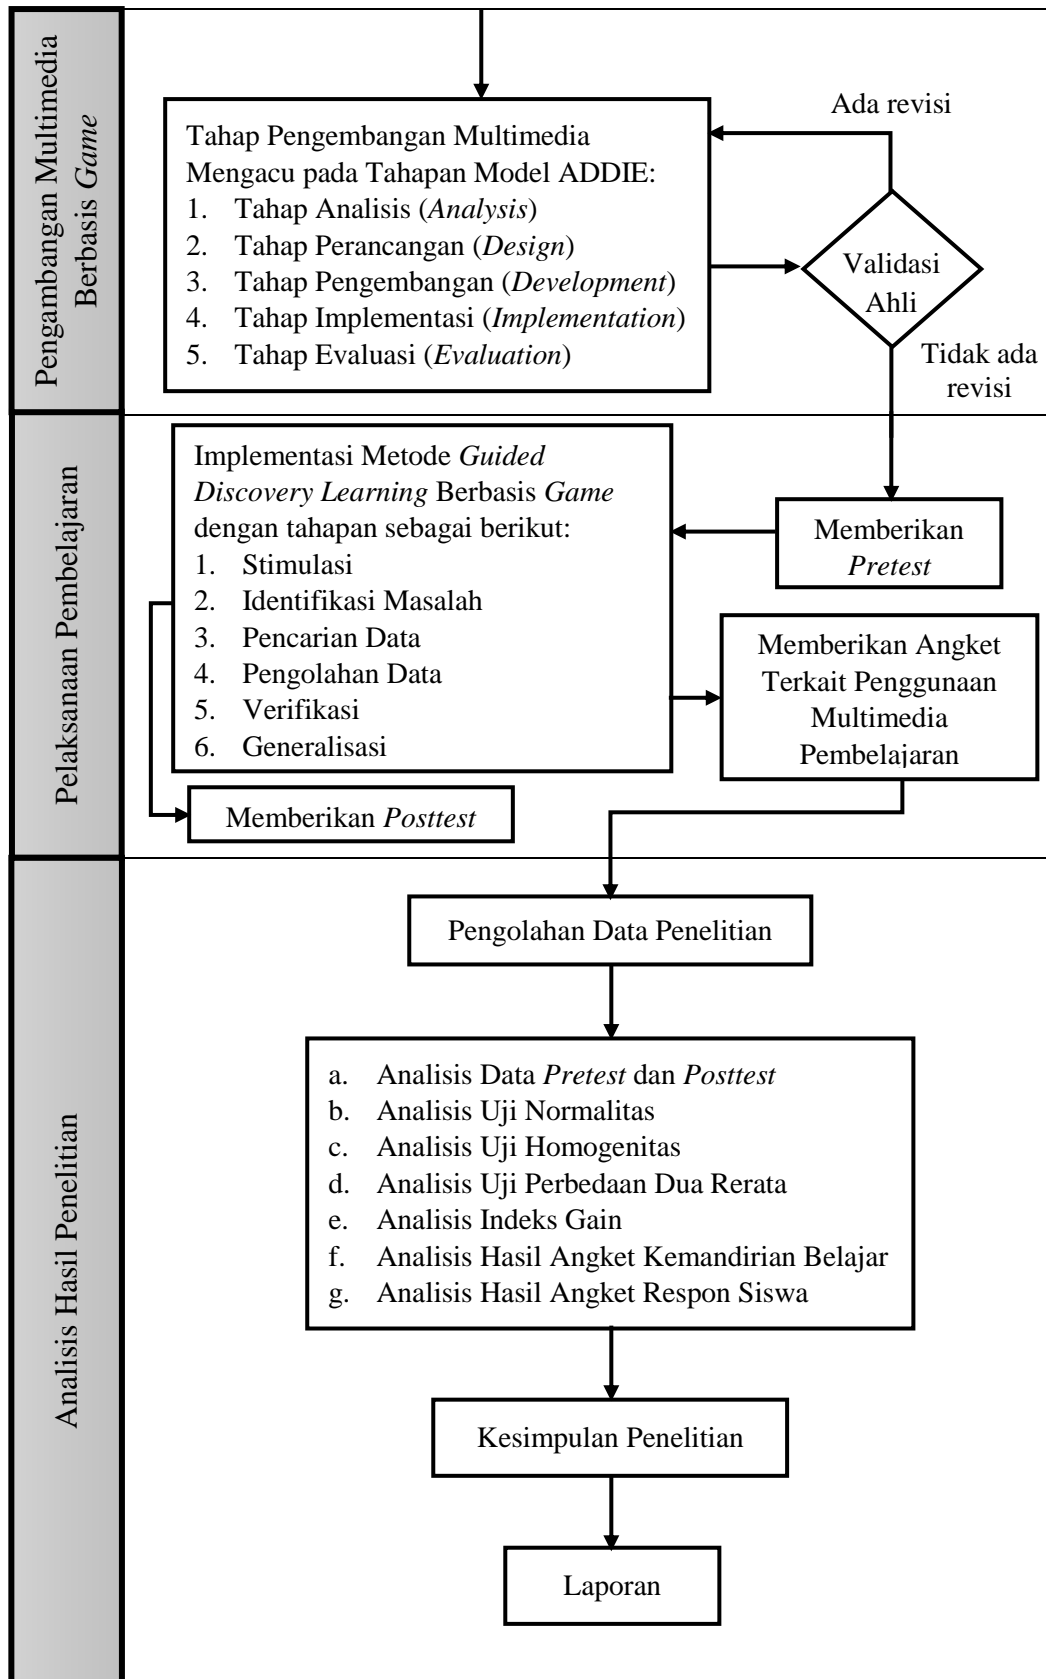 Pengambangan Multimedia
Berbasis Game
Ada revisi
Tahap Pengembangan Multimedia
Mengacu pada Tahapan Model ADDIE:
1. Tahap Analisis (Analysis)
2. Tahap Perancangan (Design)
3. Tahap Pengembangan (Development)
4. Tahap Implementasi (Implementation)
5. Tahap Evaluasi (Evaluation)
Validasi
Ahli
Tidak ada
revisi
Pelaksanaan Pembelajaran
Implementasi Metode Guided
Discovery Learning Berbasis Game
dengan tahapan sebagai berikut:
1. Stimulasi
2. Identifikasi Masalah
3. Pencarian Data
4. Pengolahan Data
5. Verifikasi
6. Generalisasi
Memberikan
Pretest
Memberikan Angket
Terkait Penggunaan
Multimedia
Pembelajaran
Memberikan Posttest
Analisis Hasil Penelitian
Pengolahan Data Penelitian
a. Analisis Data Pretest dan Posttest
b. Analisis Uji Normalitas
c. Analisis Uji Homogenitas
d. Analisis Uji Perbedaan Dua Rerata
e. Analisis Indeks Gain
f. Analisis Hasil Angket Kemandirian Belajar
g. Analisis Hasil Angket Respon Siswa
Kesimpulan Penelitian
Laporan